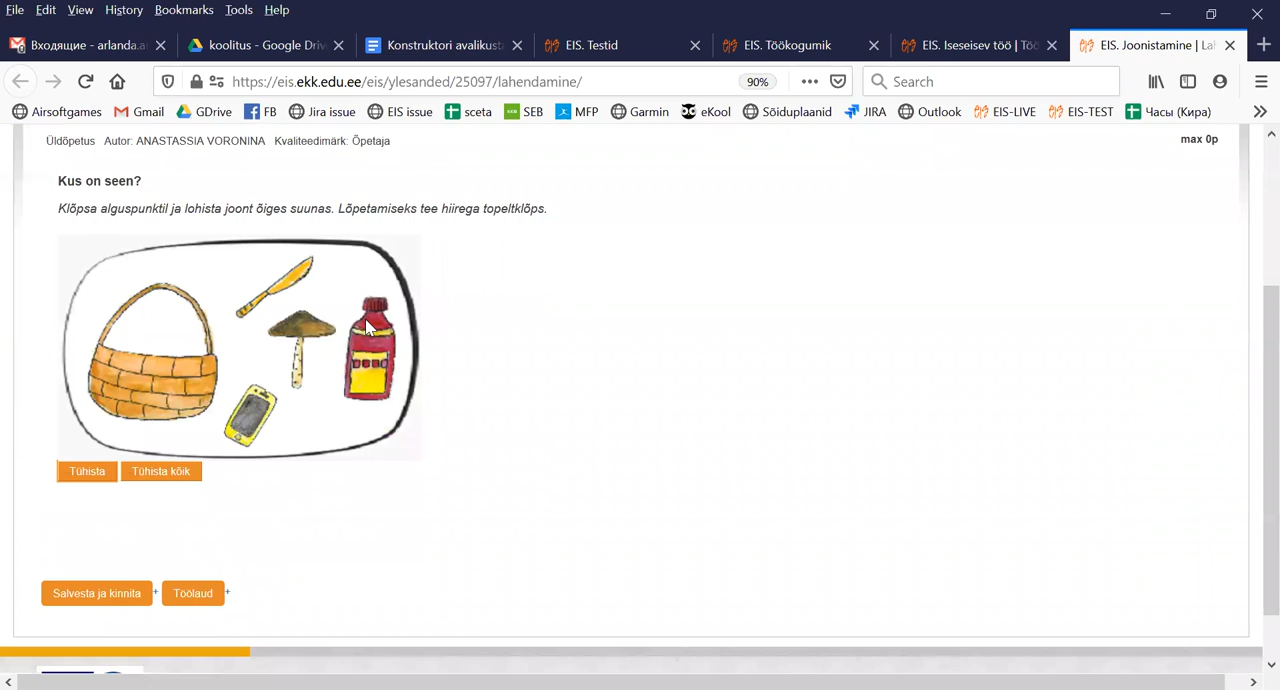 File Edit View History Bookmarks Tools Help
Входящие - arlanda.ar koolitus - Google Driv Konstruktori avalikusta EIS. Testid EIS. Töökogumik EIS. Iseseisev töö | Töö EIS. Joonistamine | Lah
https://eis.ekk.edu.ee/eis/ylesanded/25097/lahendamine/ 90% Search
Airsoftgames Gmail GDrive FB Jira issue EIS issue sceta SEB MFP Garmin eKool Sõiduplaanid JIRA Outlook EIS-LIVE EIS-TEST Часы (Кира)
Üldõpetus Autor: ANASTASSIA VORONINA Kvaliteedimärk: Õpetaja max 0p
Kus on seen?
Klõpsa alguspunktil ja lohista joont õiges suunas. Lõpetamiseks tee hiirega topeltklõps.
Tühista Tühista kõik
Salvesta ja kinnita + Töölaud +